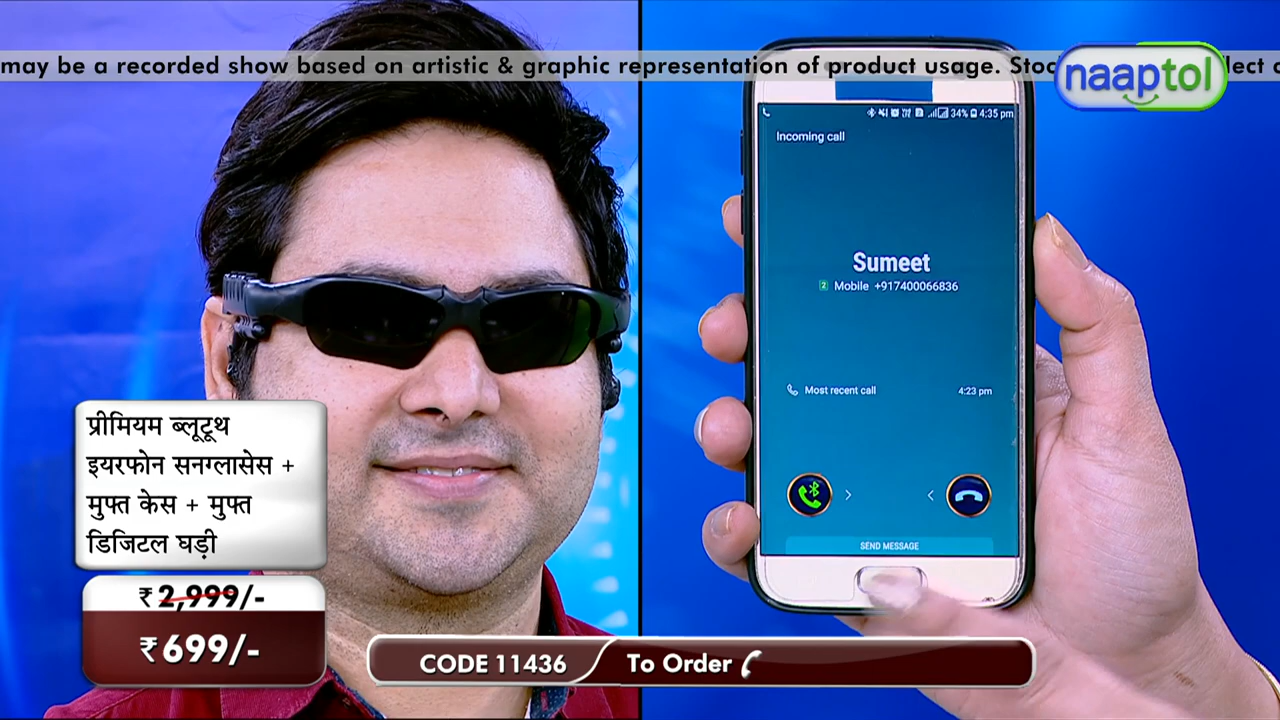 may be a recorded show based on artistic & graphic representation of product usage. Stoc
naaptol
34% 4:35 pm
Incoming call
Sumeet
2 Mobile +917400066836
Most recent call 4:23 pm
SEND MESSAGE
प्रीमियम ब्लूटूथ
इयरफोन सनग्लासेस +
मुफ्त केस + मुफ्त
डिजिटल घड़ी
₹2,999/-
₹699/-
CODE 11436 To Order